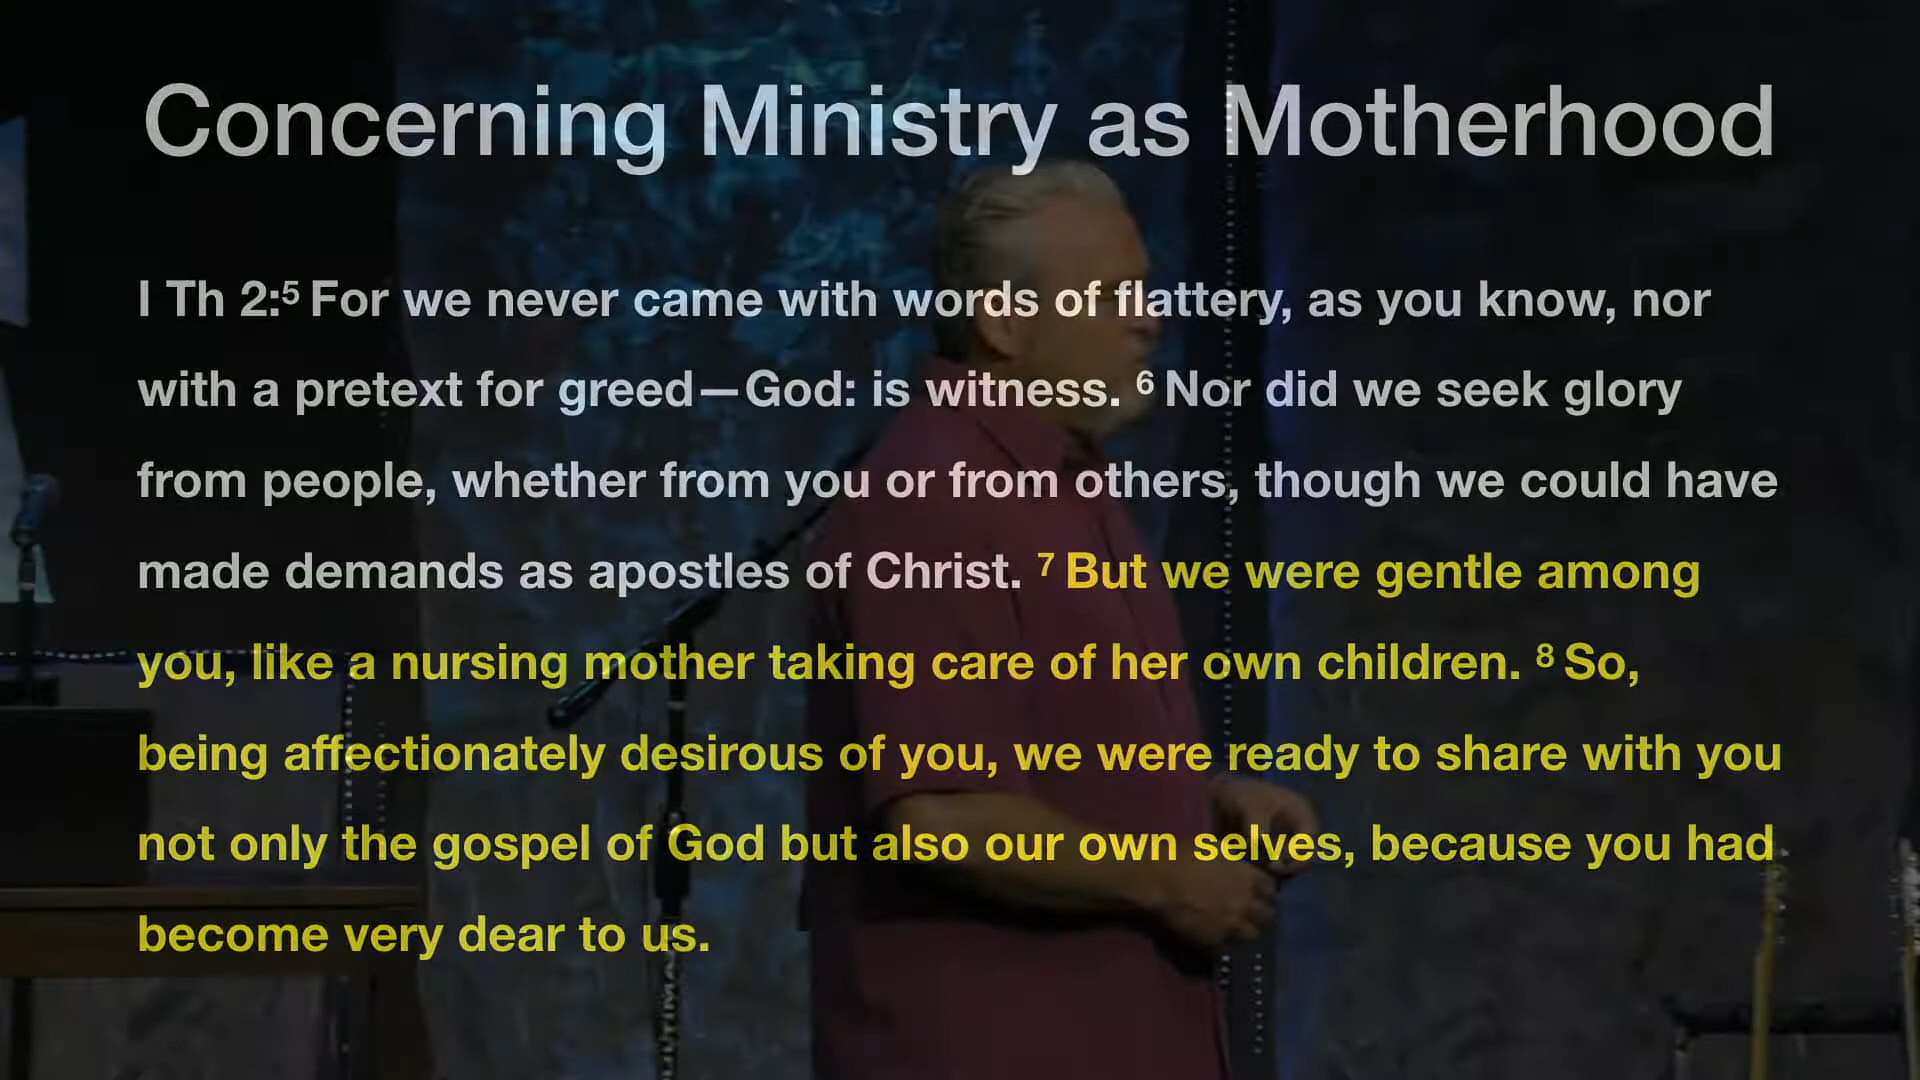 Concerning Ministry as Motherhood
I Th 2:⁵ For we never came with words of flattery, as you know, nor
with a pretext for greed—God: is witness. ⁶ Nor did we seek glory
from people, whether from you or from others, though we could have
made demands as apostles of Christ. ⁷ But we were gentle among
you, like a nursing mother taking care of her own children. ⁸ So,
being affectionately desirous of you, we were ready to share with you
not only the gospel of God but also our own selves, because you had
become very dear to us.